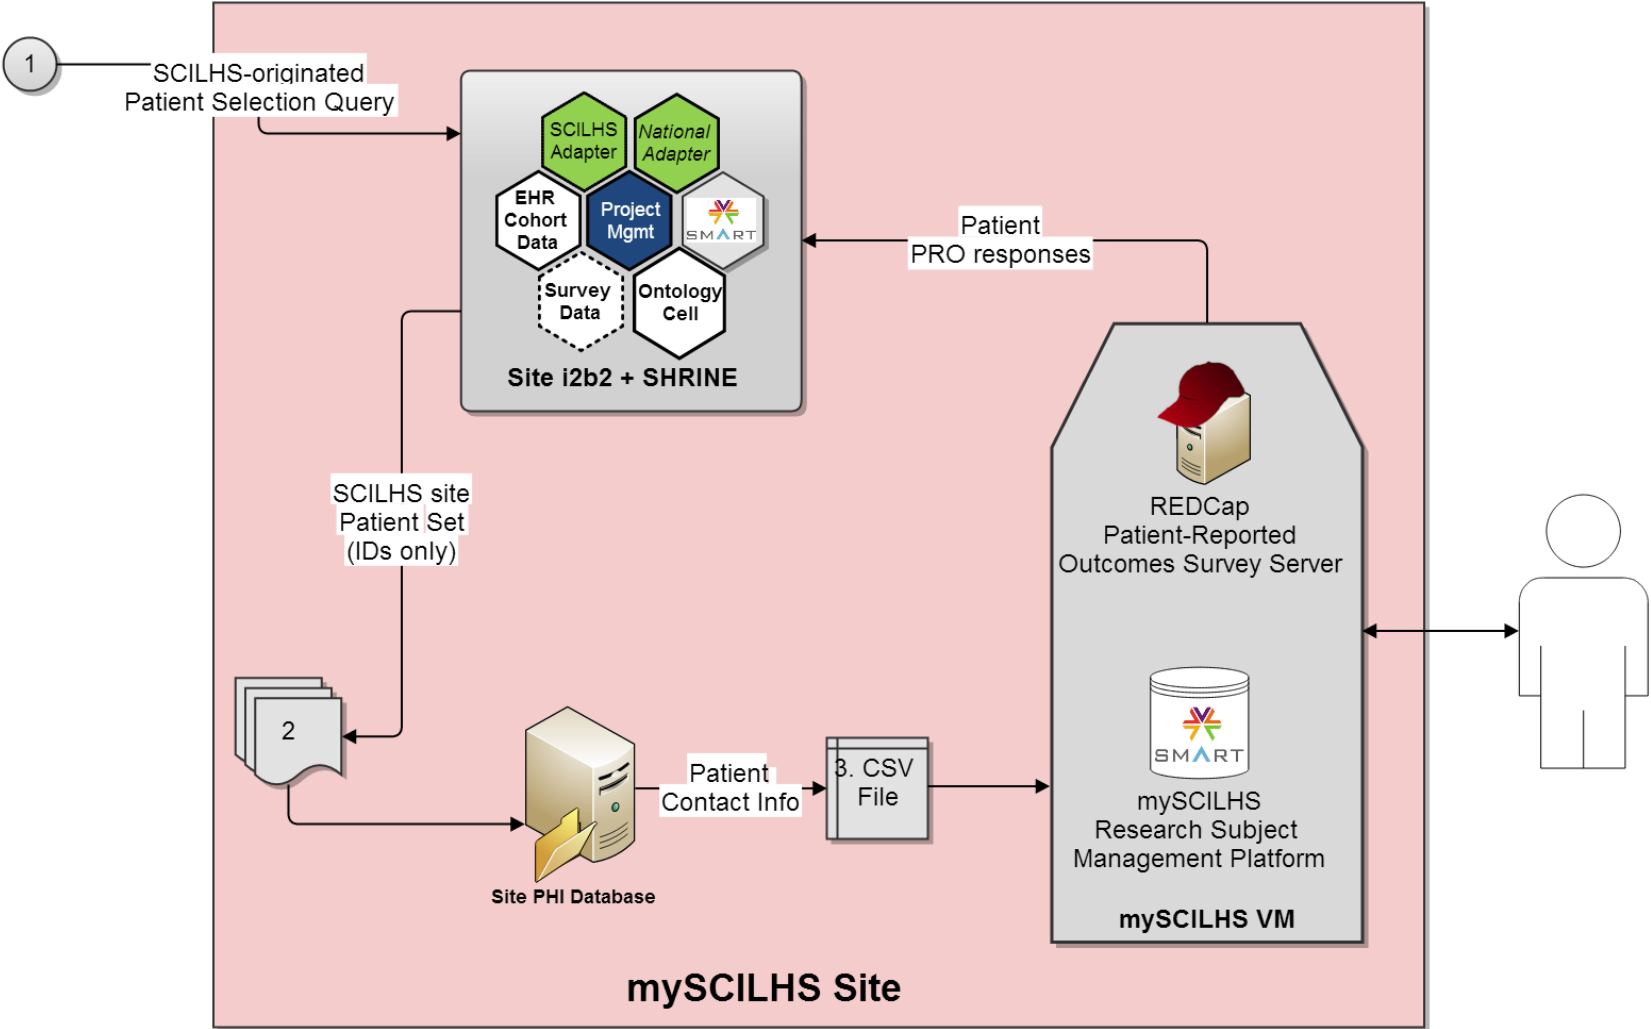 1
SCILHS-originated
Patient Selection Query
SCILHS
Adapter
National
Adapter
EHR
Cohort
Data
Project
Mgmt
SMART
Survey
Data
Ontology
Cell
Site i2b2 + SHRINE
Patient
PRO responses
SCILHS site
Patient Set
(IDs only)
REDCap
Patient-Reported
Outcomes Survey Server
2
Site PHI Database
Patient
Contact Info
3. CSV
File
SMART
mySCILHS
Research Subject
Management Platform
mySCILHS VM
mySCILHS Site